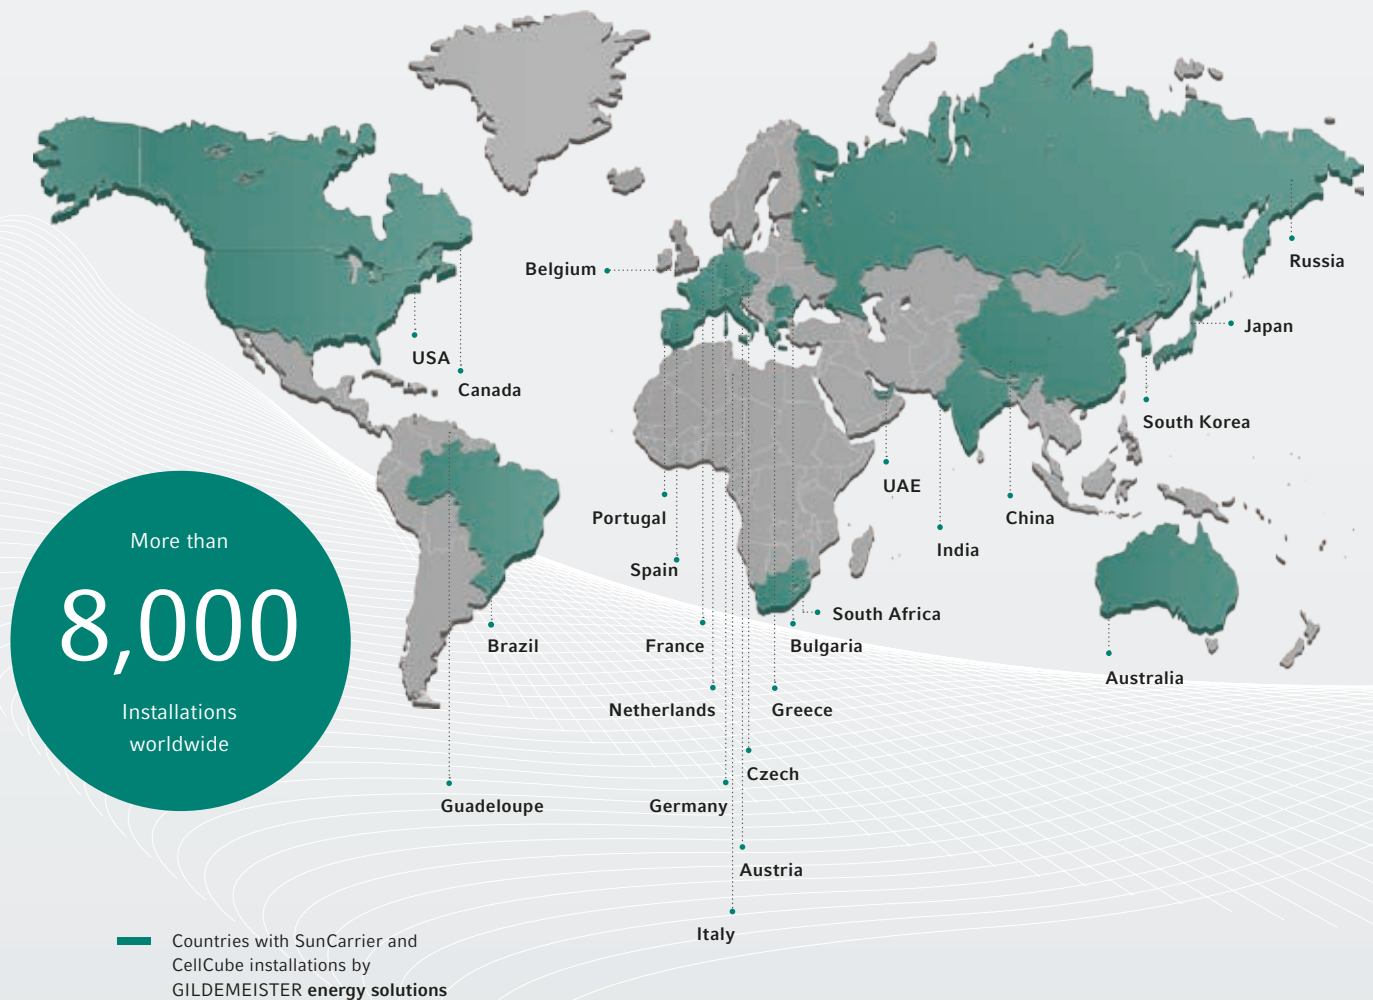 Belgium
Russia
Japan
USA
Canada
South Korea
UAE
Portugal
China
India
Spain
South Africa
Brazil
France
Bulgaria
Australia
Netherlands
Greece
Czech
Guadeloupe
Germany
Austria
Italy
More than
8,000
Installations
worldwide
Countries with SunCarrier and
CellCube installations by
GILDEMEISTER energy solutions